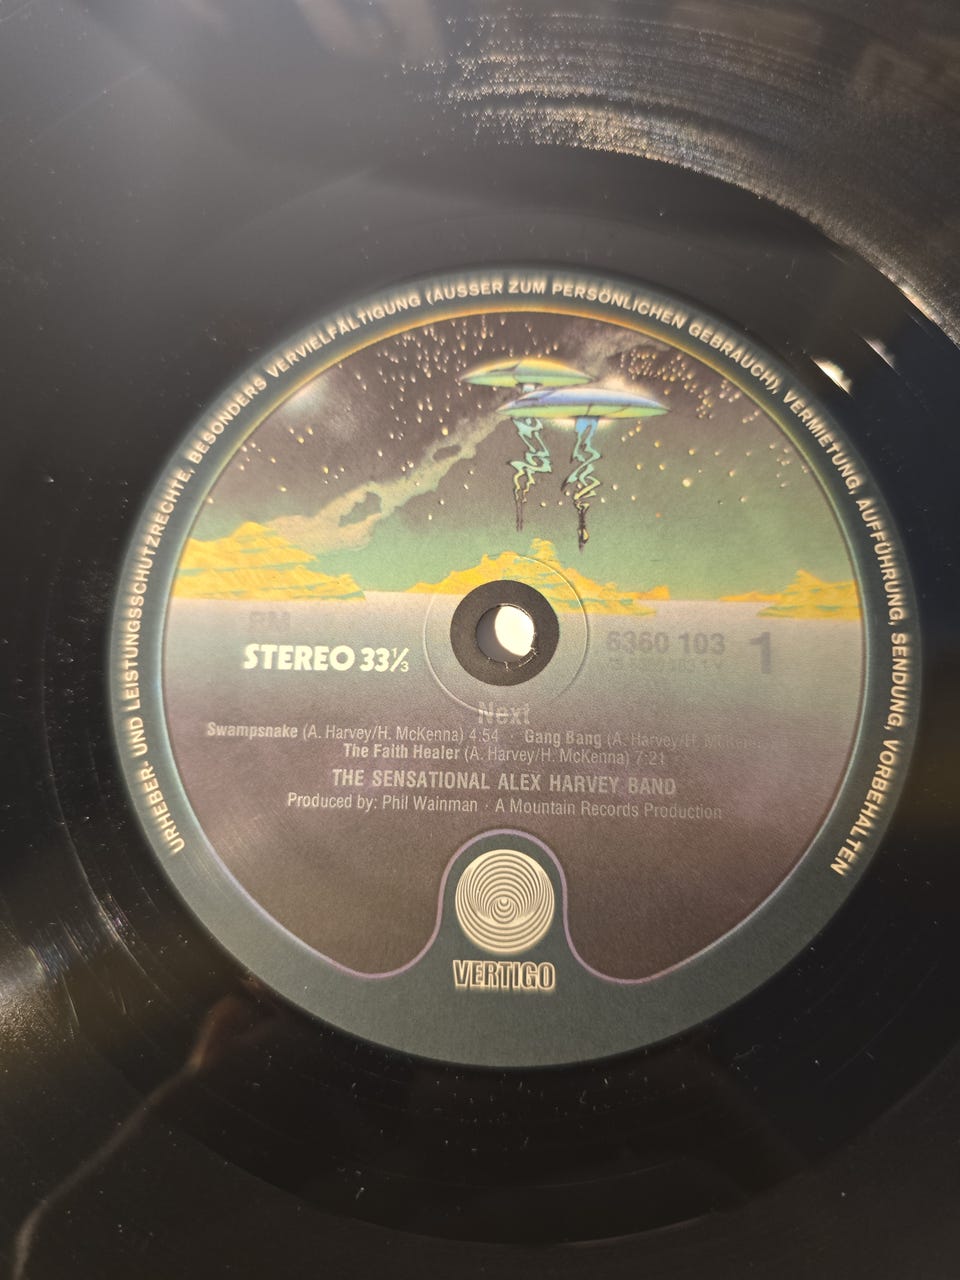 URHEBER- UND LEISTUNGSSCHUTZRECHTE, BESONDERS VERVIELFÄLTIGUNG (AUSSER ZUM PERSÖNLICHEN GEBRAUCH), VERMIETUNG, AUFFÜHRUNG, SENDUNG, VORBEHALTEN
STEREO 33⅓
6360 103
1
Next
Swampsnake (A. Harvey/H. McKenna) 4:54 · Gang Bang (A. Harvey/H. McKenna)
The Faith Healer (A. Harvey/H. McKenna) 7:21
THE SENSATIONAL ALEX HARVEY BAND
Produced by: Phil Wainman · A Mountain Records Production
VERTIGO